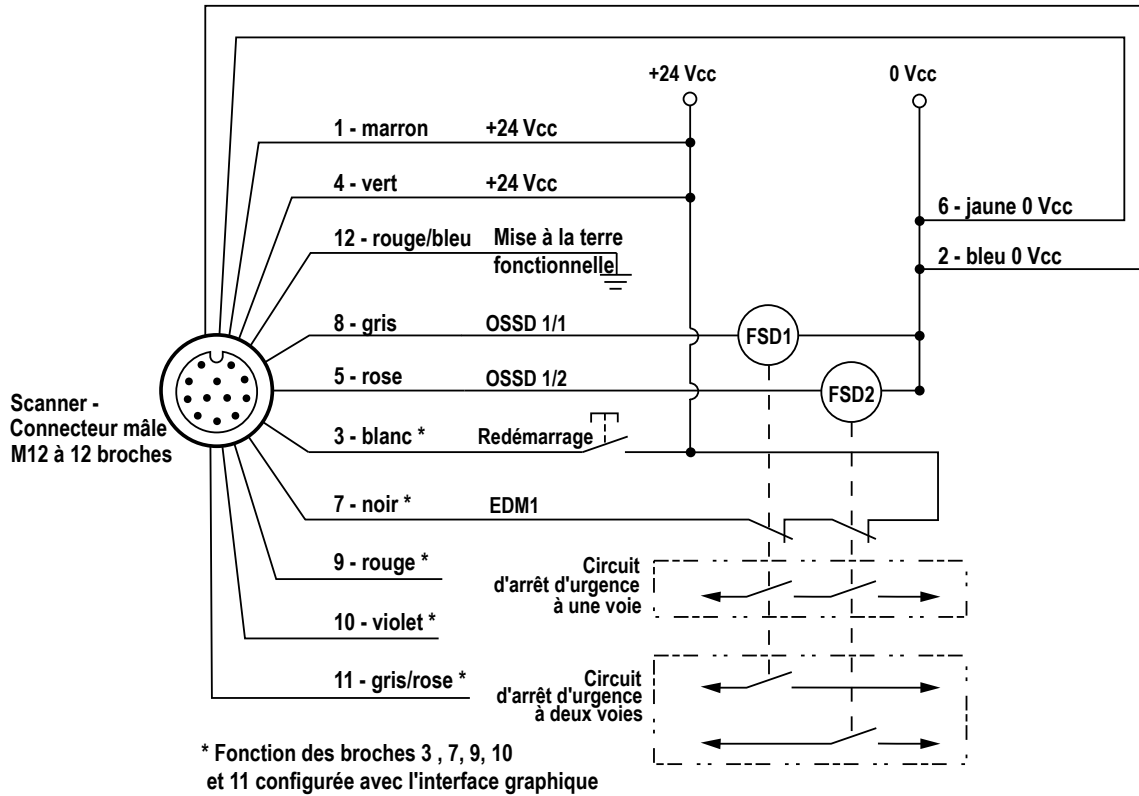 +24 Vcc
0 Vcc
1 - marron
+24 Vcc
4 - vert
+24 Vcc
6 - jaune 0 Vcc
12 - rouge/bleu
Mise à la terre
fonctionnelle
2 - bleu 0 Vcc
8 - gris
OSSD 1/1
FSD1
5 - rose
OSSD 1/2
FSD2
Scanner -
Connecteur mâle
M12 à 12 broches
3 - blanc *
Redémarrage
7 - noir *
EDM1
9 - rouge *
Circuit
d'arrêt d'urgence
à une voie
10 - violet *
11 - gris/rose *
Circuit
d'arrêt d'urgence
à deux voies
* Fonction des broches 3 , 7, 9, 10
et 11 configurée avec l'interface graphique